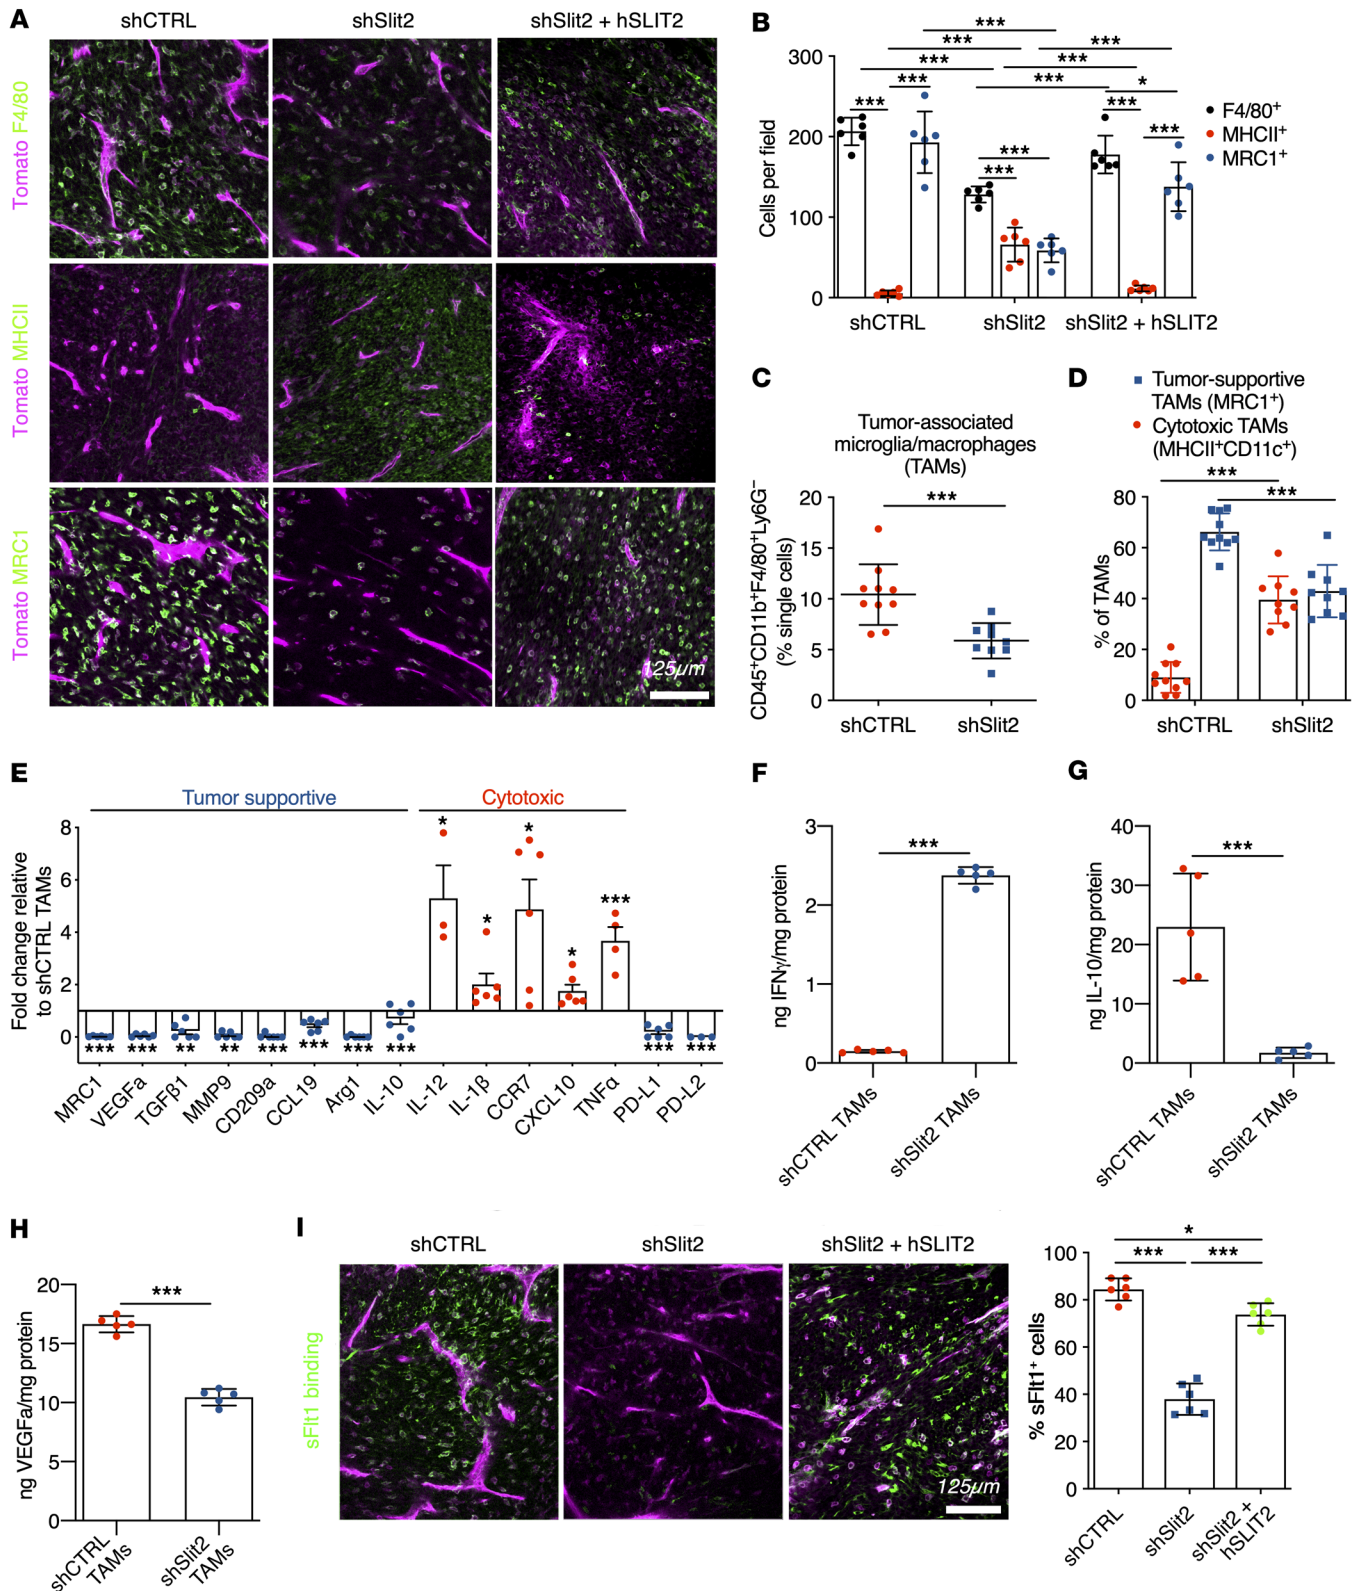 A
shCTRL
shSlit2
shSlit2 + hSLIT2
Tomato F4/80
Tomato MHCII
Tomato MRC1
125µm
B
Cells per field
300
200
100
0
***
***
***
***
***
***
***
***
***
***
*
***
***
***
shCTRL
shSlit2
shSlit2 + hSLIT2
F4/80⁺
MHCII⁺
MRC1⁺
C
Tumor-associated
microglia/macrophages
(TAMs)
CD45⁺CD11b⁺F4/80⁺Ly6G⁻
(% single cells)
20
15
10
5
0
***
shCTRL
shSlit2
D
Tumor-supportive
TAMs (MRC1⁺)
Cytotoxic TAMs
(MHCII⁺CD11c⁺)
% of TAMs
80
60
40
20
0
***
***
shCTRL
shSlit2
E
Tumor supportive
Cytotoxic
Fold change relative
to shCTRL TAMs
8
6
4
2
0
*** *** ** ** *** *** *** *** * * * * *** *** ***
MRC1
VEGFa
TGFβ1
MMP9
CD209a
CCL19
Arg1
IL-10
IL-12
IL-1β
CCR7
CXCL10
TNFα
PD-L1
PD-L2
F
ng IFNγ/mg protein
3
2
1
0
***
shCTRL TAMs
shSlit2 TAMs
G
ng IL-10/mg protein
40
30
20
10
0
***
shCTRL TAMs
shSlit2 TAMs
H
ng VEGFa/mg protein
20
15
10
5
0
***
shCTRL
TAMs
shSlit2
TAMs
I
shCTRL
shSlit2
shSlit2 + hSLIT2
sFlt1 binding
125µm
% sFlt1⁺ cells
100
80
60
40
20
0
*
***
***
shCTRL
shSlit2
shSlit2 +
hSLIT2